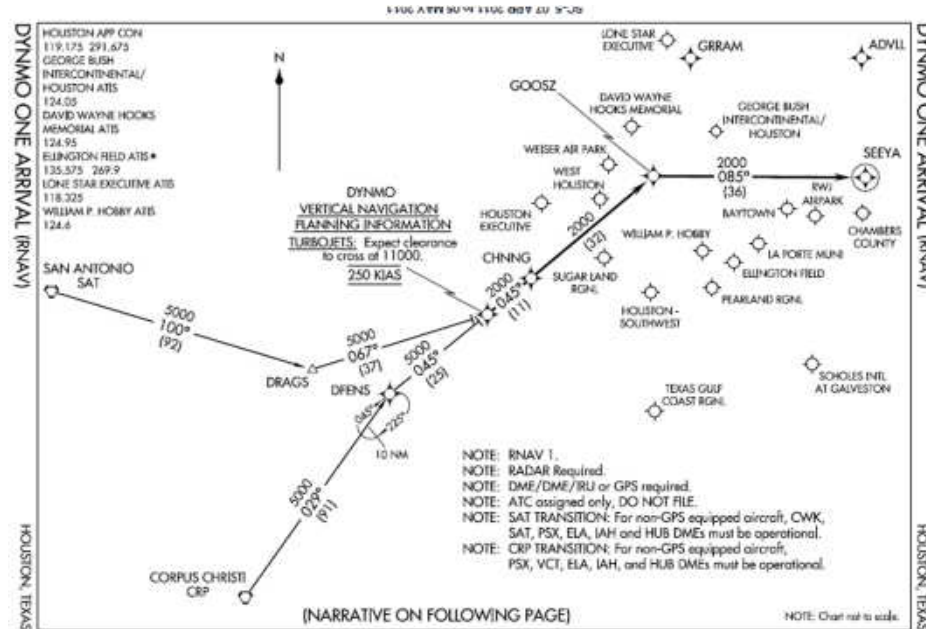 SC-5, 07 APR 2011 to 05 MAY 2011
DYNMO ONE ARRIVAL (RNAV)
HOUSTON, TEXAS
HOUSTON APP CON
119.175 291.675
GEORGE BUSH
INTERCONTINENTAL/
HOUSTON ATIS
124.05
DAVID WAYNE HOOKS
MEMORIAL ATIS
124.95
ELLINGTON FIELD ATIS*
135.575 269.9
LONE STAR EXECUTIVE ATIS
118.325
WILLIAM P. HOBBY ATIS
124.6
N
LONE STAR
EXECUTIVE
GRRAM
ADVLL
GOOSZ
DAVID WAYNE
HOOKS MEMORIAL
GEORGE BUSH
INTERCONTINENTAL/
HOUSTON
WEISER AIR PARK
WEST
HOUSTON
HOUSTON
EXECUTIVE
2000
085°
(36)
SEEYA
RWJ
AIRPARK
BAYTOWN
CHAMBERS
COUNTY
DYNMO
VERTICAL NAVIGATION
PLANNING INFORMATION
TURBOJETS: Expect clearance
to cross at 11000.
250 KIAS
CHNNG
2000
(32)
SUGAR LAND
RGNL
WILLIAM P. HOBBY
LA PORTE MUNI
ELLINGTON FIELD
PEARLAND RGNL
HOUSTON-
SOUTHWEST
SAN ANTONIO
SAT
5000
100°
(92)
DRAGS
5000
067°
(37)
2000
045°
(11)
5000
045°
(25)
DFENS
045°
225°
10 NM
TEXAS GULF
COAST RGNL
SCHOLES INTL
AT GALVESTON
5000
029°
(91)
CORPUS CHRISTI
CRP
NOTE: RNAV 1.
NOTE: RADAR Required.
NOTE: DME/DME/IRU or GPS required.
NOTE: ATC assigned only, DO NOT FILE.
NOTE: SAT TRANSITION: For non-GPS equipped aircraft, CWK,
SAT, PSX, ELA, IAH and HUB DMEs must be operational.
NOTE: CRP TRANSITION: For non-GPS equipped aircraft,
PSX, VCT, ELA, IAH, and HUB DMEs must be operational.
(NARRATIVE ON FOLLOWING PAGE)
NOTE: Chart not to scale.
DYNMO ONE ARRIVAL (RNAV)
HOUSTON, TEXAS